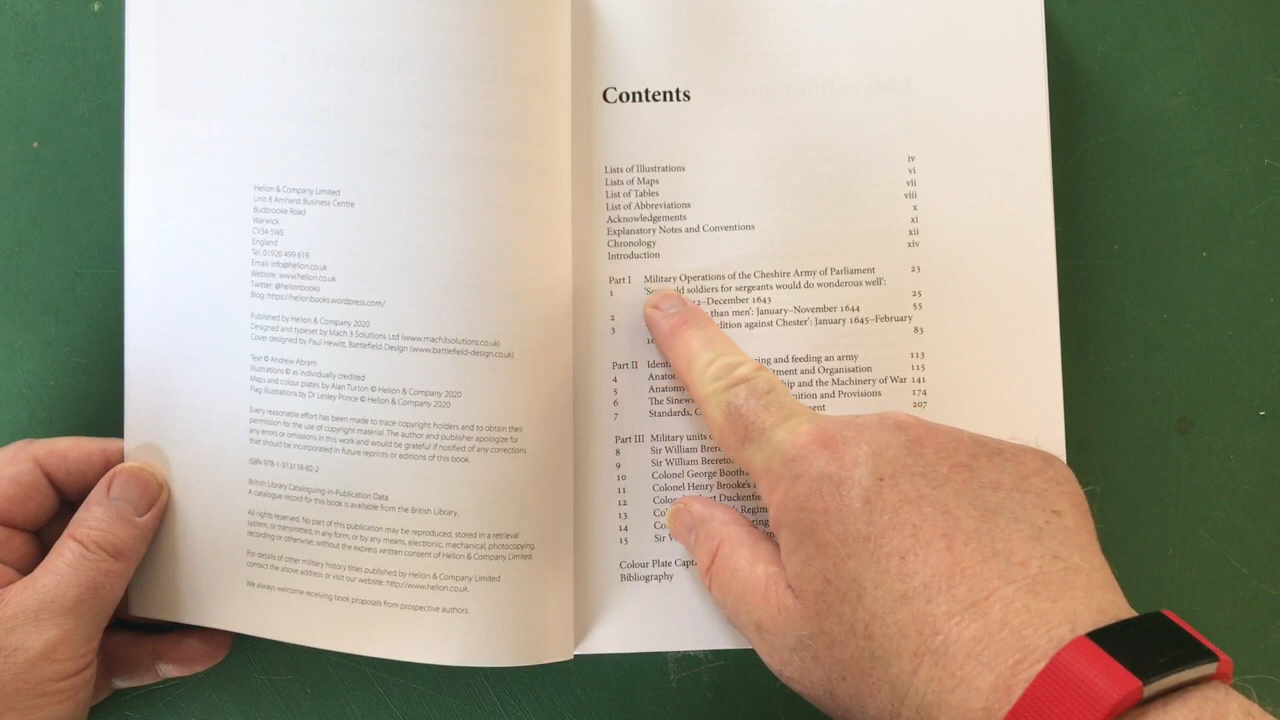 Helion & Company Limited
Unit 8 Amherst Business Centre
Budbrooke Road
Warwick
CV34 5WE
England
Tel. 01926 499 619
Email: info@helion.co.uk
Website: www.helion.co.uk
Twitter: @helionbooks
Blog: https://helionbooks.wordpress.com/
Published by Helion & Company 2020
Designed and typeset by Mach 3 Solutions Ltd (www.mach3solutions.co.uk)
Cover designed by Paul Hewitt, Battlefield Design (www.battlefield-design.co.uk)
Text © Andrew Abram
Illustrations © as individually credited
Maps and colour plates by Alan Turton © Helion & Company 2020
Flag illustrations by Dr Lesley Prince © Helion & Company 2020
Every reasonable effort has been made to trace copyright holders and to obtain their
permission for the use of copyright material. The author and publisher apologize for
any errors or omissions in this work and would be grateful if notified of any corrections
that should be incorporated in future reprints or editions of this book.
ISBN 978-1-913118-82-2
British Library Cataloguing-in-Publication Data.
A catalogue record for this book is available from the British Library.
All rights reserved. No part of this publication may be reproduced, stored in a retrieval
system, or transmitted, in any form, or by any means, electronic, mechanical, photocopying,
recording or otherwise, without the express written consent of Helion & Company Limited.
For details of other military history titles published by Helion & Company Limited
contact the above address or visit our website: http://www.helion.co.uk.
We always welcome receiving book proposals from prospective authors.
Contents
Lists of Illustrations iv
Lists of Maps vi
List of Tables vii
List of Abbreviations viii
Acknowledgements x
Explanatory Notes and Conventions xi
Chronology xii
Introduction xiv
Part I Military Operations of the Cheshire Army of Parliament 23
1 soldiers for sergeants would do wonderous well':
–December 1643 25
2 than men': January–November 1644 55
3 against Chester': January 1645–February
83
Part II and feeding an army 113
4 and Organisation 115
5 Anatomy and the Machinery of War 141
6 The Sinews and Provisions 174
7 Standards, 207
Part III Military units
8 Sir William
9 Sir William
10 Colonel George Booth's
11 Colonel Henry Brooke's
12
13
14
15 Sir
Colour Plate
Bibliography